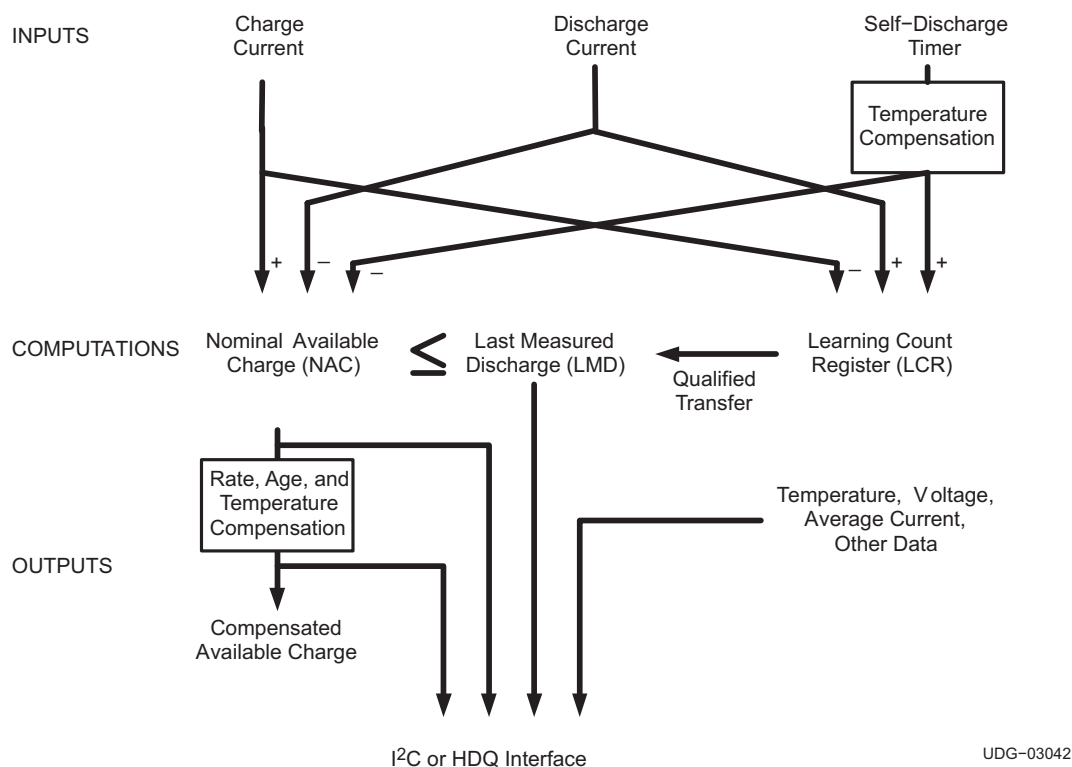 INPUTS
Charge
Current
Discharge
Current
Self−Discharge
Timer
Temperature
Compensation
+
−
−
−
+
+
COMPUTATIONS
Nominal Available
Charge (NAC)
≤
Last Measured
Discharge (LMD)
Qualified
Transfer
Learning Count
Register (LCR)
Rate, Age, and
Temperature
Compensation
Temperature, Voltage,
Average Current,
Other Data
OUTPUTS
Compensated
Available Charge
I²C or HDQ Interface
UDG−03042